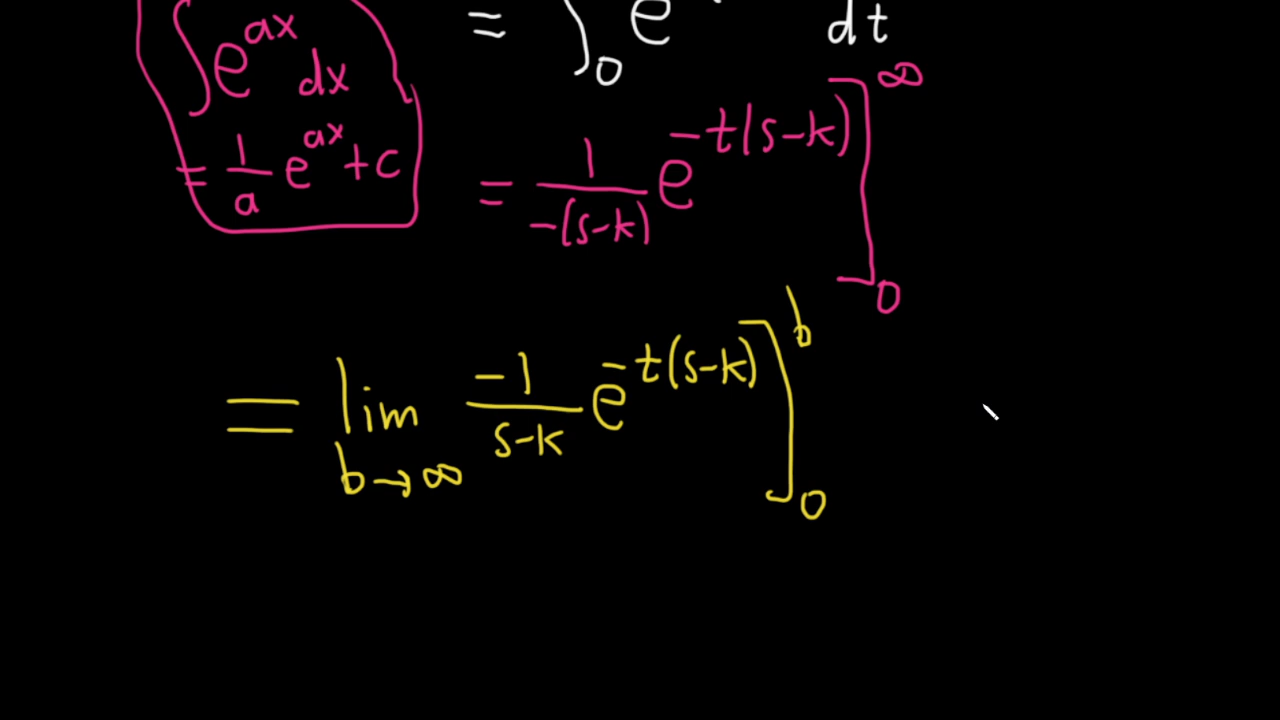 ∫e^{ax} dx
= 1/a e^{ax} + c
= ∫_0 e dt
= 1/-(s-k) e^{-t(s-k)} ]_0^∞
= lim_{b→∞} -1/s-k e^{-t(s-k)} ]_0^b